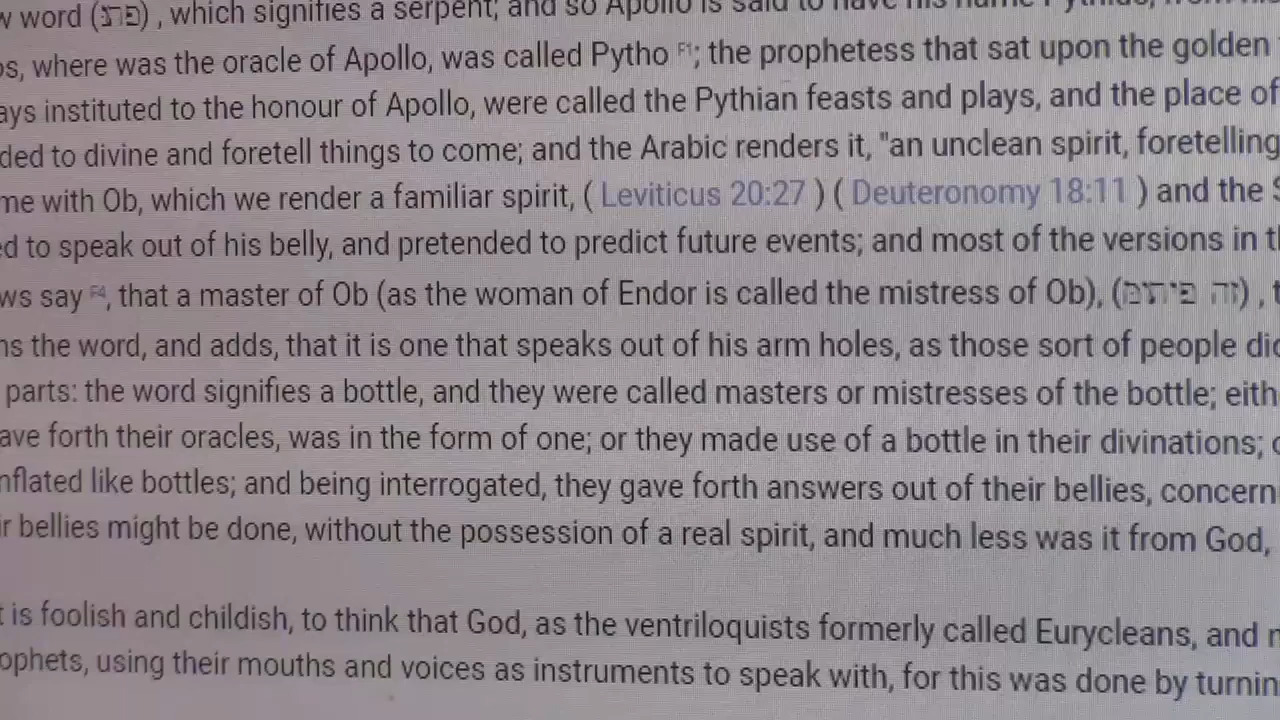 w word (פתן) , which signifies a serpent; and so Apollo is said to have his name Pythius, from
os, where was the oracle of Apollo, was called Pytho F1; the prophetess that sat upon the golden
ays instituted to the honour of Apollo, were called the Pythian feasts and plays, and the place of
ded to divine and foretell things to come; and the Arabic renders it, "an unclean spirit, foretelling
me with Ob, which we render a familiar spirit, ( Leviticus 20:27 ) ( Deuteronomy 18:11 ) and the S
ed to speak out of his belly, and pretended to predict future events; and most of the versions in th
ws say F4, that a master of Ob (as the woman of Endor is called the mistress of Ob), (זה פיתום) , t
ns the word, and adds, that it is one that speaks out of his arm holes, as those sort of people did
parts: the word signifies a bottle, and they were called masters or mistresses of the bottle; eith
ave forth their oracles, was in the form of one; or they made use of a bottle in their divinations; o
nflated like bottles; and being interrogated, they gave forth answers out of their bellies, concern
ir bellies might be done, without the possession of a real spirit, and much less was it from God,
t is foolish and childish, to think that God, as the ventriloquists formerly called Eurycleans, and n
ophets, using their mouths and voices as instruments to speak with, for this was done by turnin